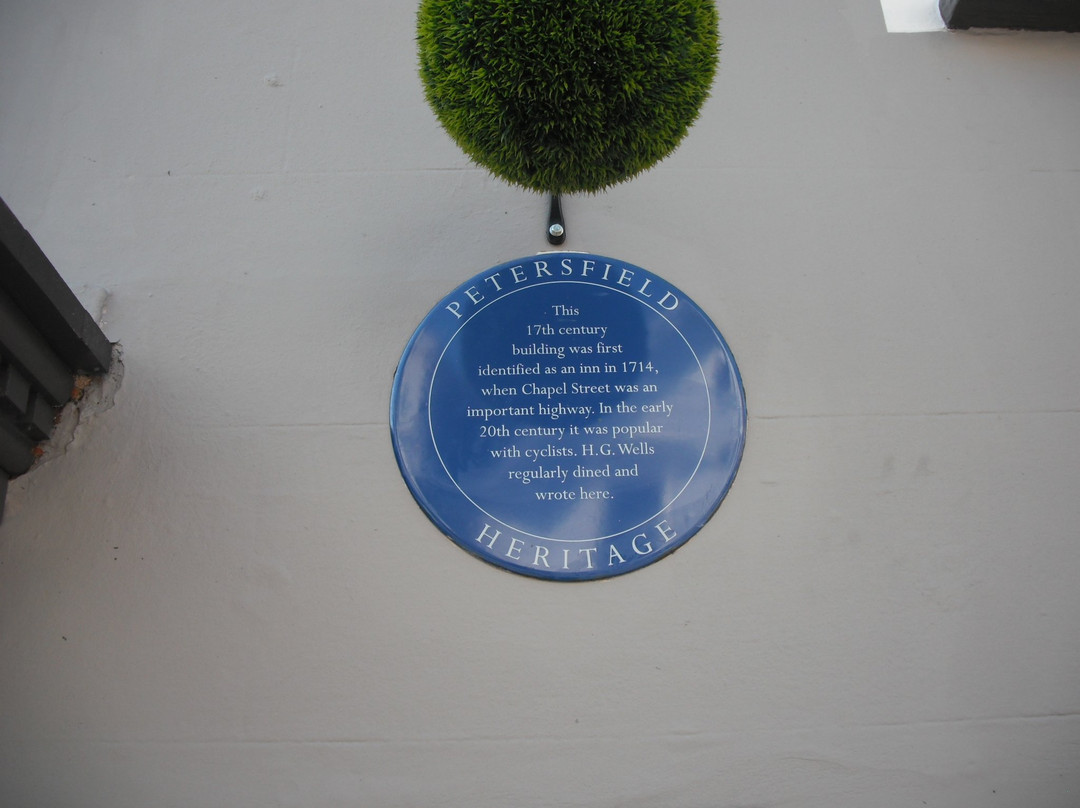 PETERSFIELD
This
17th century
building was first
identified as an inn in 1714,
when Chapel Street was an
important highway. In the early
20th century it was popular
with cyclists. H.G. Wells
regularly dined and
wrote here.
HERITAGE